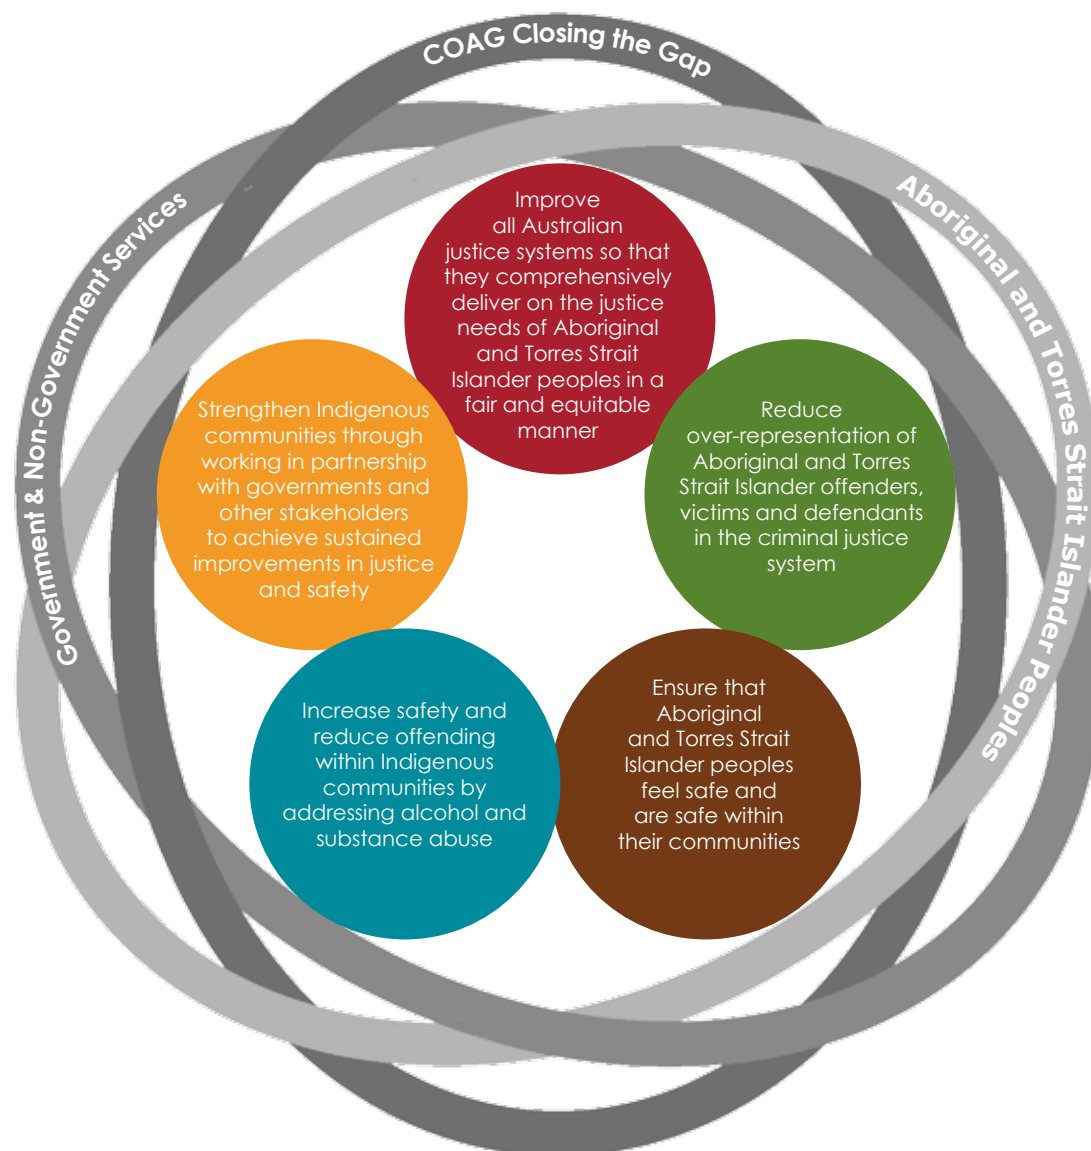 COAG Closing the Gap
Government & Non-Government Services
Aboriginal and Torres Strait Islander Peoples
Improve
all Australian
justice systems so that
they comprehensively
deliver on the justice
needs of Aboriginal
and Torres Strait
Islander peoples in a
fair and equitable
manner
Strengthen Indigenous
communities through
working in partnership
with governments and
other stakeholders
to achieve sustained
improvements in justice
and safety
Reduce
over-representation of
Aboriginal and Torres
Strait Islander offenders,
victims and defendants
in the criminal justice
system
Increase safety and
reduce offending
within Indigenous
communities by
addressing alcohol and
substance abuse
Ensure that
Aboriginal
and Torres Strait
Islander peoples
feel safe and
are safe within
their communities